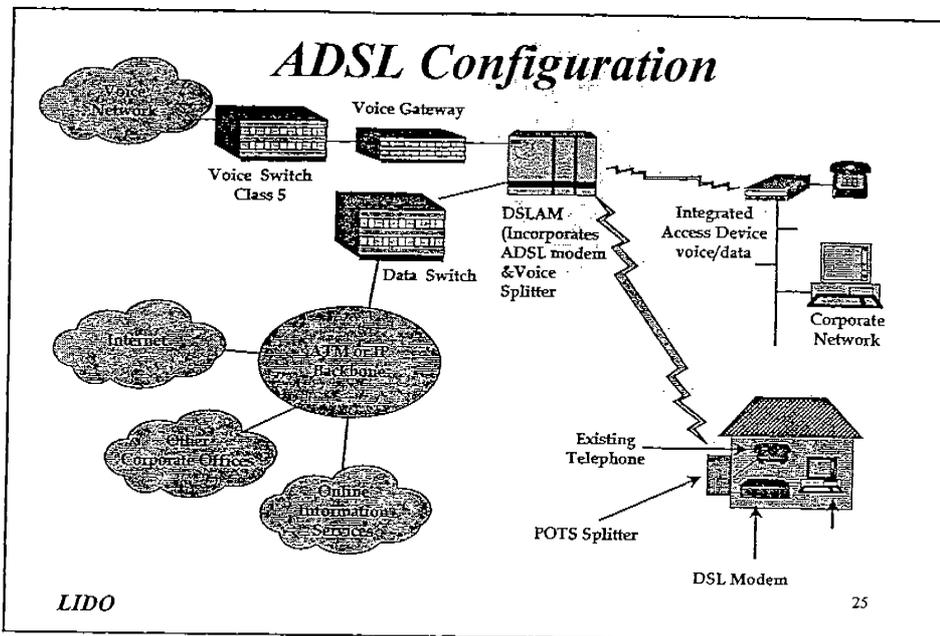 ADSL Configuration
Voice
Network
Voice Gateway
Voice Switch
Class 5
DSLAM
(Incorporates
ADSL modem
&Voice
Splitter
Integrated
Access Device
voice/data
Data Switch
Corporate
Network
Internet
ATM or IP
Backbone
Other
Corporate Offices
Online
Information
Services
Existing
Telephone
POTS Splitter
DSL Modem
LIDO
25